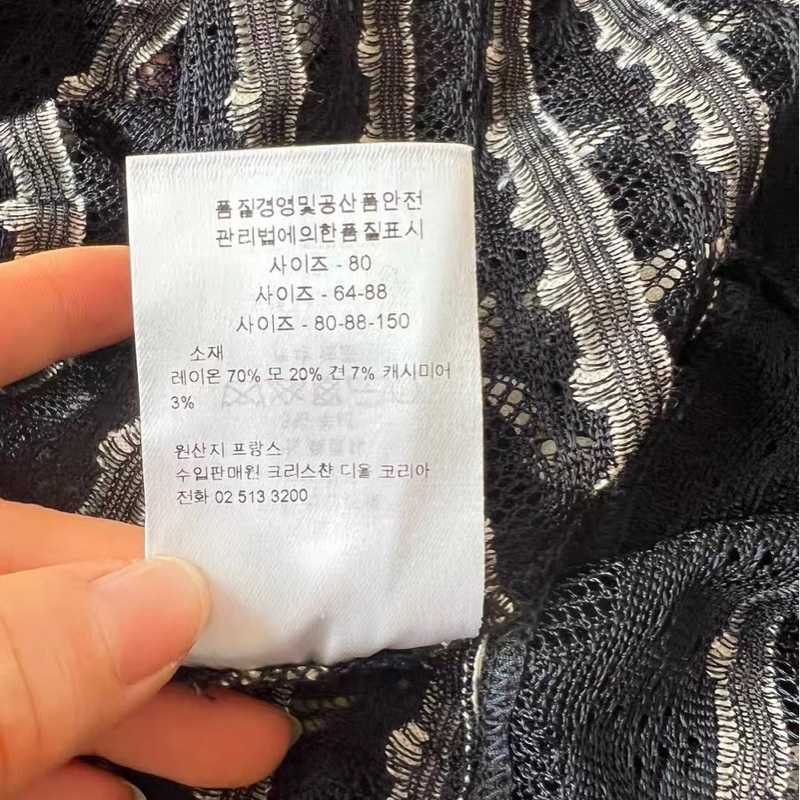 품질경영및공산품안전
관리법에의한품질표시
사이즈 - 80
사이즈 - 64-88
사이즈 - 80-88-150
소재
레이온 70% 모 20% 견 7% 캐시미어
3%
원산지 프랑스
수입판매원 크리스챤 디올 코리아
전화 02 513 3200